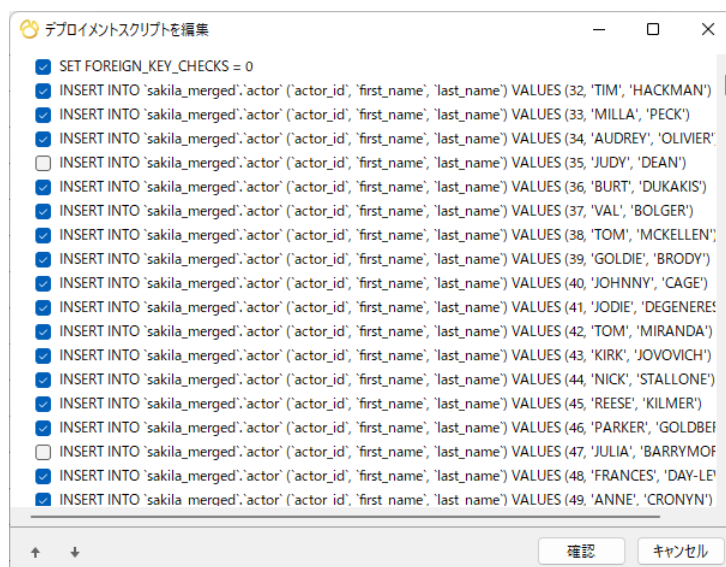 デプロイメントスクリプトを編集
SET FOREIGN_KEY_CHECKS = 0
INSERT INTO `sakila_merged`.`actor` (`actor_id`, `first_name`, `last_name`) VALUES (32, 'TIM', 'HACKMAN')
INSERT INTO `sakila_merged`.`actor` (`actor_id`, `first_name`, `last_name`) VALUES (33, 'MILLA', 'PECK')
INSERT INTO `sakila_merged`.`actor` (`actor_id`, `first_name`, `last_name`) VALUES (34, 'AUDREY', 'OLIVIER'
INSERT INTO `sakila_merged`.`actor` (`actor_id`, `first_name`, `last_name`) VALUES (35, 'JUDY', 'DEAN')
INSERT INTO `sakila_merged`.`actor` (`actor_id`, `first_name`, `last_name`) VALUES (36, 'BURT', 'DUKAKIS')
INSERT INTO `sakila_merged`.`actor` (`actor_id`, `first_name`, `last_name`) VALUES (37, 'VAL', 'BOLGER')
INSERT INTO `sakila_merged`.`actor` (`actor_id`, `first_name`, `last_name`) VALUES (38, 'TOM', 'MCKELLEN')
INSERT INTO `sakila_merged`.`actor` (`actor_id`, `first_name`, `last_name`) VALUES (39, 'GOLDIE', 'BRODY')
INSERT INTO `sakila_merged`.`actor` (`actor_id`, `first_name`, `last_name`) VALUES (40, 'JOHNNY', 'CAGE')
INSERT INTO `sakila_merged`.`actor` (`actor_id`, `first_name`, `last_name`) VALUES (41, 'JODIE', 'DEGENERES
INSERT INTO `sakila_merged`.`actor` (`actor_id`, `first_name`, `last_name`) VALUES (42, 'TOM', 'MIRANDA')
INSERT INTO `sakila_merged`.`actor` (`actor_id`, `first_name`, `last_name`) VALUES (43, 'KIRK', 'JOVOVICH')
INSERT INTO `sakila_merged`.`actor` (`actor_id`, `first_name`, `last_name`) VALUES (44, 'NICK', 'STALLONE')
INSERT INTO `sakila_merged`.`actor` (`actor_id`, `first_name`, `last_name`) VALUES (45, 'REESE', 'KILMER')
INSERT INTO `sakila_merged`.`actor` (`actor_id`, `first_name`, `last_name`) VALUES (46, 'PARKER', 'GOLDBER
INSERT INTO `sakila_merged`.`actor` (`actor_id`, `first_name`, `last_name`) VALUES (47, 'JULIA', 'BARRYMOR
INSERT INTO `sakila_merged`.`actor` (`actor_id`, `first_name`, `last_name`) VALUES (48, 'FRANCES', 'DAY-LEW
INSERT INTO `sakila_merged`.`actor` (`actor_id`, `first_name`, `last_name`) VALUES (49, 'ANNE', 'CRONYN')
確認 キャンセル